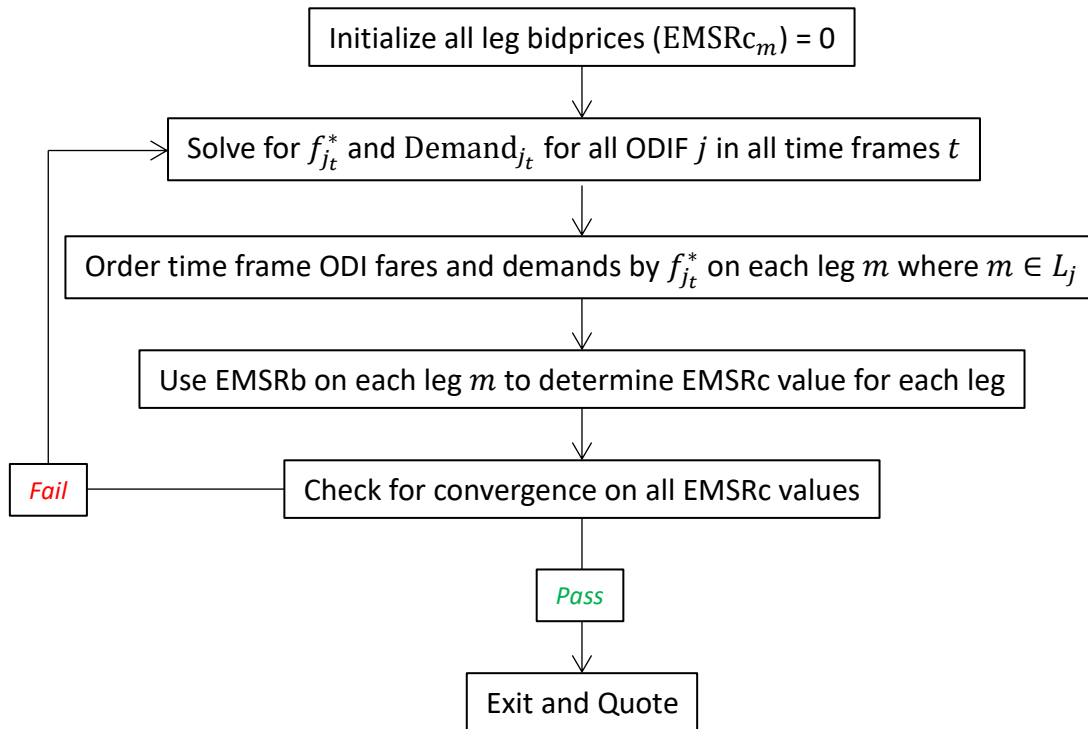 Initialize all leg bidprices (EMSRc_m) = 0
Solve for f^*_{j_t} and Demand_{j_t} for all ODIF j in all time frames t
Order time frame ODI fares and demands by f^*_{j_t} on each leg m where m ∈ L_j
Use EMSRb on each leg m to determine EMSRc value for each leg
Fail
Check for convergence on all EMSRc values
Pass
Exit and Quote